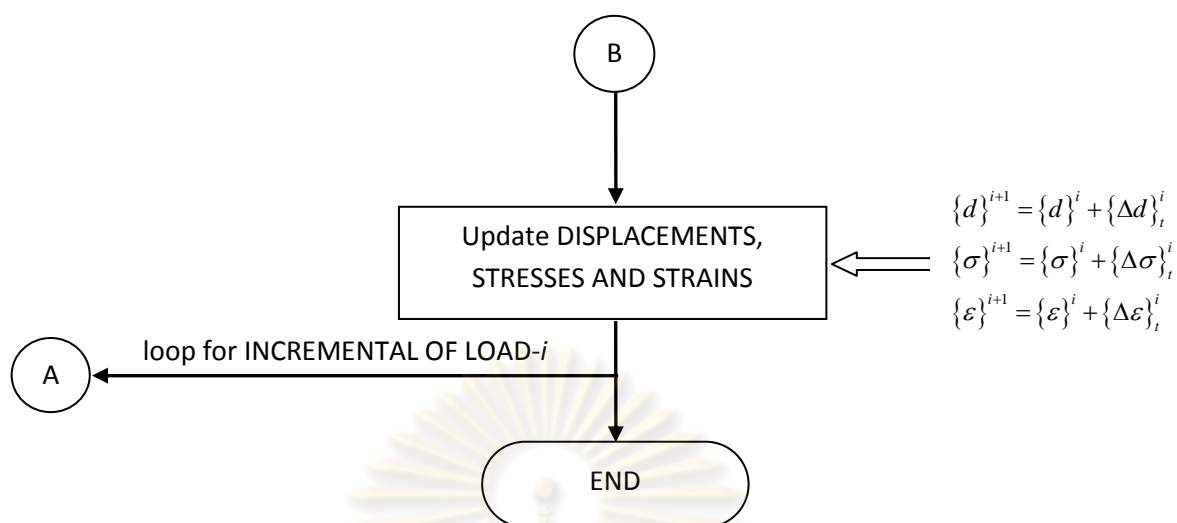 B
Update DISPLACEMENTS,
STRESSES AND STRAINS
{d}^{i+1} = {d}^i + {Δd}_t^i
{σ}^{i+1} = {σ}^i + {Δσ}_t^i
{ε}^{i+1} = {ε}^i + {Δε}_t^i
loop for INCREMENTAL OF LOAD-i
A
END